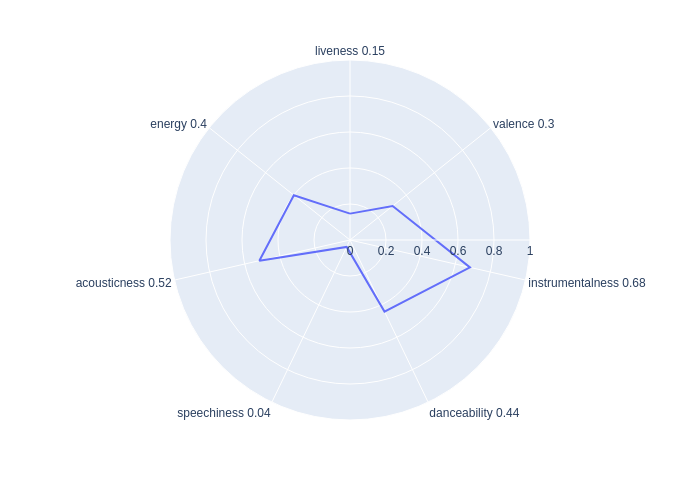 liveness 0.15
energy 0.4
valence 0.3
0
0.2
0.4
0.6
0.8
1
acousticness 0.52
instrumentalness 0.68
speechiness 0.04
danceability 0.44